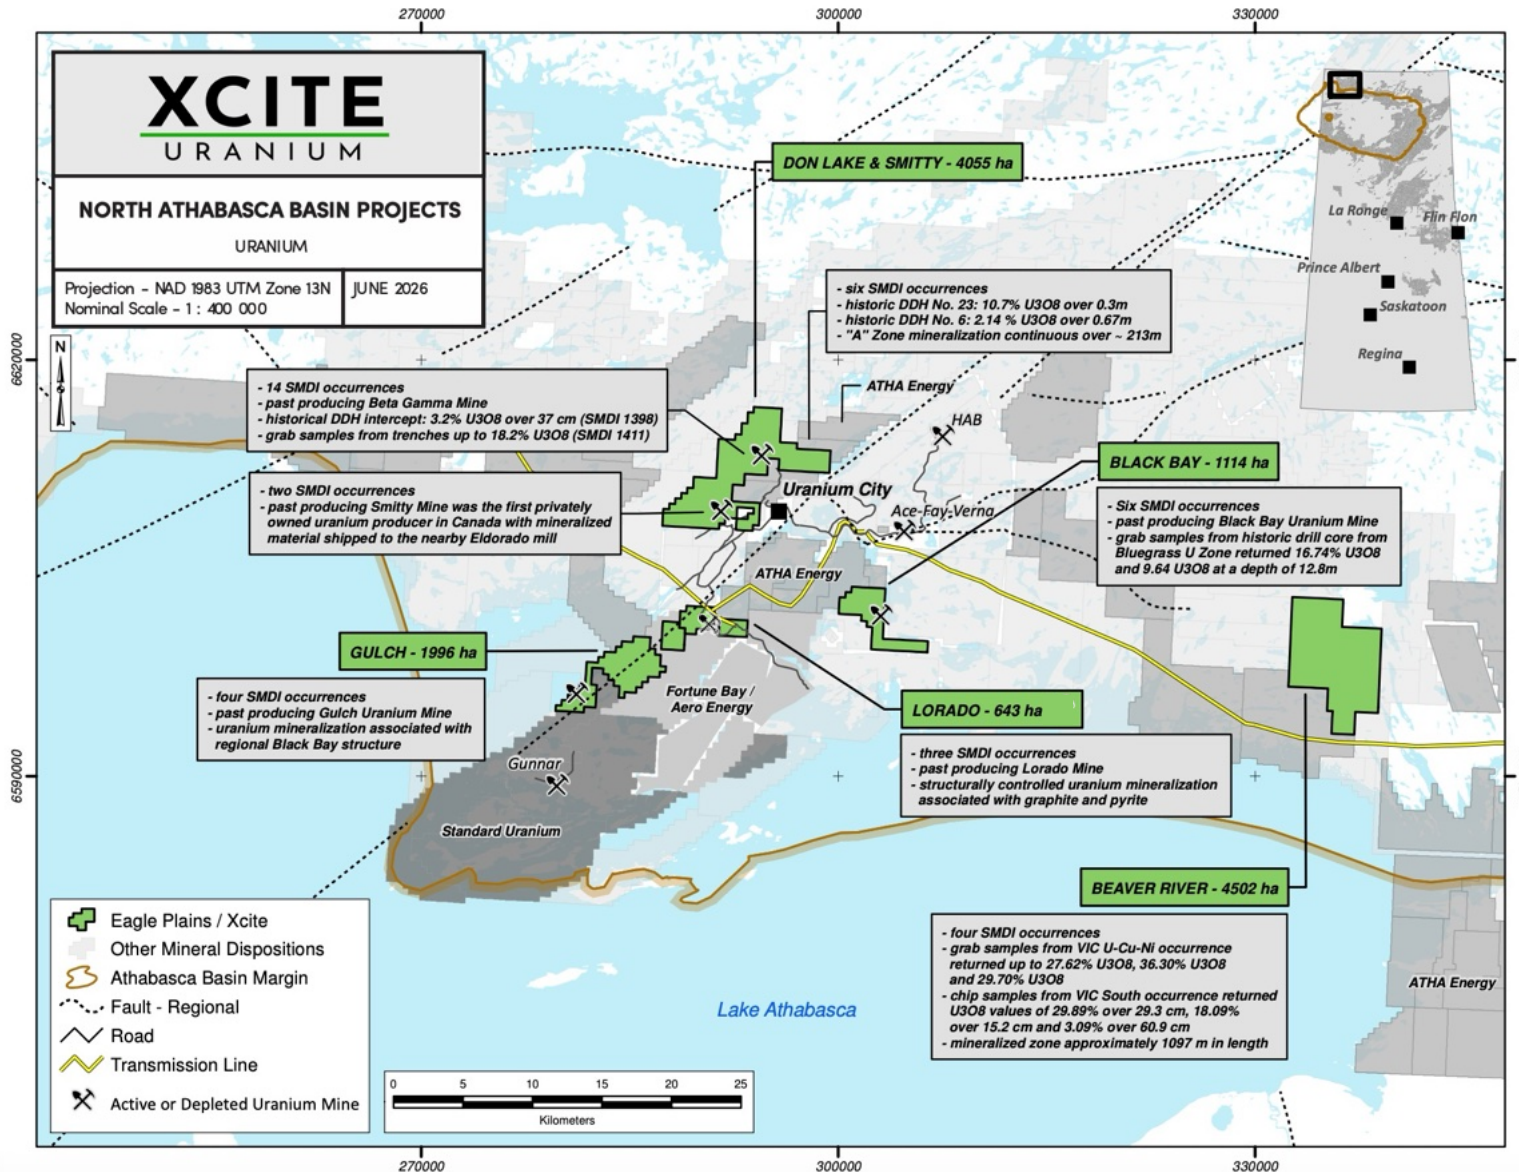 270000
300000
330000
XCITE
URANIUM
NORTH ATHABASCA BASIN PROJECTS
URANIUM
Projection - NAD 1983 UTM Zone 13N
Nominal Scale - 1 : 400 000
JUNE 2026
N
6620000
6590000
DON LAKE & SMITTY - 4055 ha
- six SMDI occurrences
- historic DDH No. 23: 10.7% U3O8 over 0.3m
- historic DDH No. 6: 2.14 % U3O8 over 0.67m
- "A" Zone mineralization continuous over ~ 213m
La Ronge
Flin Flon
Prince Albert
Saskatoon
Regina
- 14 SMDI occurrences
- past producing Beta Gamma Mine
- historical DDH intercept: 3.2% U3O8 over 37 cm (SMDI 1398)
- grab samples from trenches up to 18.2% U3O8 (SMDI 1411)
ATHA Energy
HAB
- two SMDI occurrences
- past producing Smitty Mine was the first privately
owned uranium producer in Canada with mineralized
material shipped to the nearby Eldorado mill
Uranium City
Ace-Fay-Verna
BLACK BAY - 1114 ha
- Six SMDI occurrences
- past producing Black Bay Uranium Mine
- grab samples from historic drill core from
Bluegrass U Zone returned 16.74% U3O8
and 9.64 U3O8 at a depth of 12.8m
ATHA Energy
GULCH - 1996 ha
- four SMDI occurrences
- past producing Gulch Uranium Mine
- uranium mineralization associated with
regional Black Bay structure
Fortune Bay /
Aero Energy
LORADO - 643 ha
- three SMDI occurrences
- past producing Lorado Mine
- structurally controlled uranium mineralization
associated with graphite and pyrite
Gunnar
Standard Uranium
BEAVER RIVER - 4502 ha
- four SMDI occurrences
- grab samples from VIC U-Cu-Ni occurrence
returned up to 27.62% U3O8, 36.30% U3O8
and 29.70% U3O8
- chip samples from VIC South occurrence returned
U3O8 values of 29.89% over 29.3 cm, 18.09%
over 15.2 cm and 3.09% over 60.9 cm
- mineralized zone approximately 1097 m in length
ATHA Energy
Lake Athabasca
Eagle Plains / Xcite
Other Mineral Dispositions
Athabasca Basin Margin
Fault - Regional
Road
Transmission Line
Active or Depleted Uranium Mine
0 5 10 15 20 25
Kilometers
270000
300000
330000